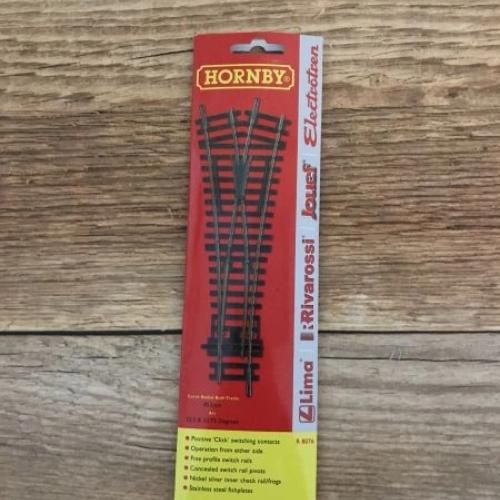 HORNBY®
Electrotren
Jouef
Rivarossi
Lima
R 8076
• Positive 'Click' switching contacts
• Operation from either side
• Fine profile switch rails
• Concealed switch rail pivots
• Nickel silver inner check rail/frogs
• Stainless steel fishplates